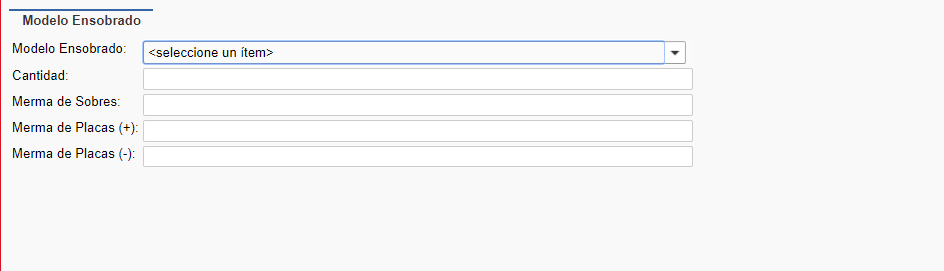 Modelo Ensobrado
Modelo Ensobrado: <seleccione un ítem>
Cantidad:
Merma de Sobres:
Merma de Placas (+):
Merma de Placas (-):